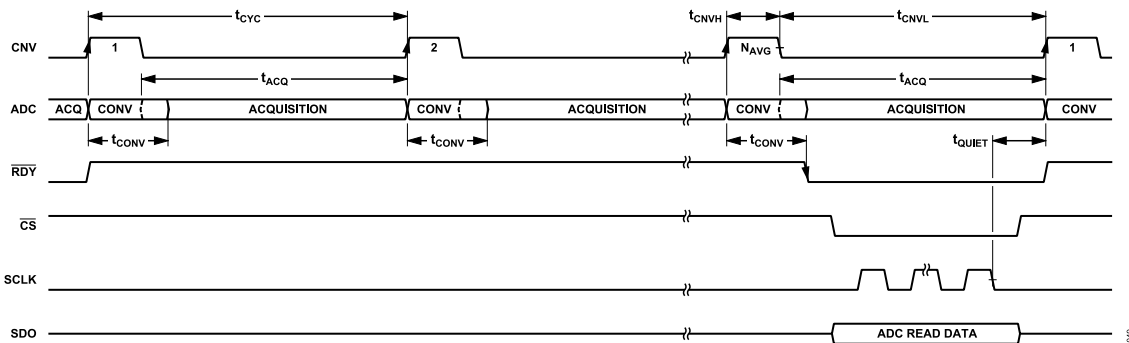 tCYC tCNVH tCNVL
CNV 1 2 NAVG 1
tACQ tACQ
ADC ACQ CONV ACQUISITION CONV ACQUISITION CONV ACQUISITION CONV
tCONV tCONV tCONV tQUIET
RDY
CS
SCLK
SDO ADC READ DATA